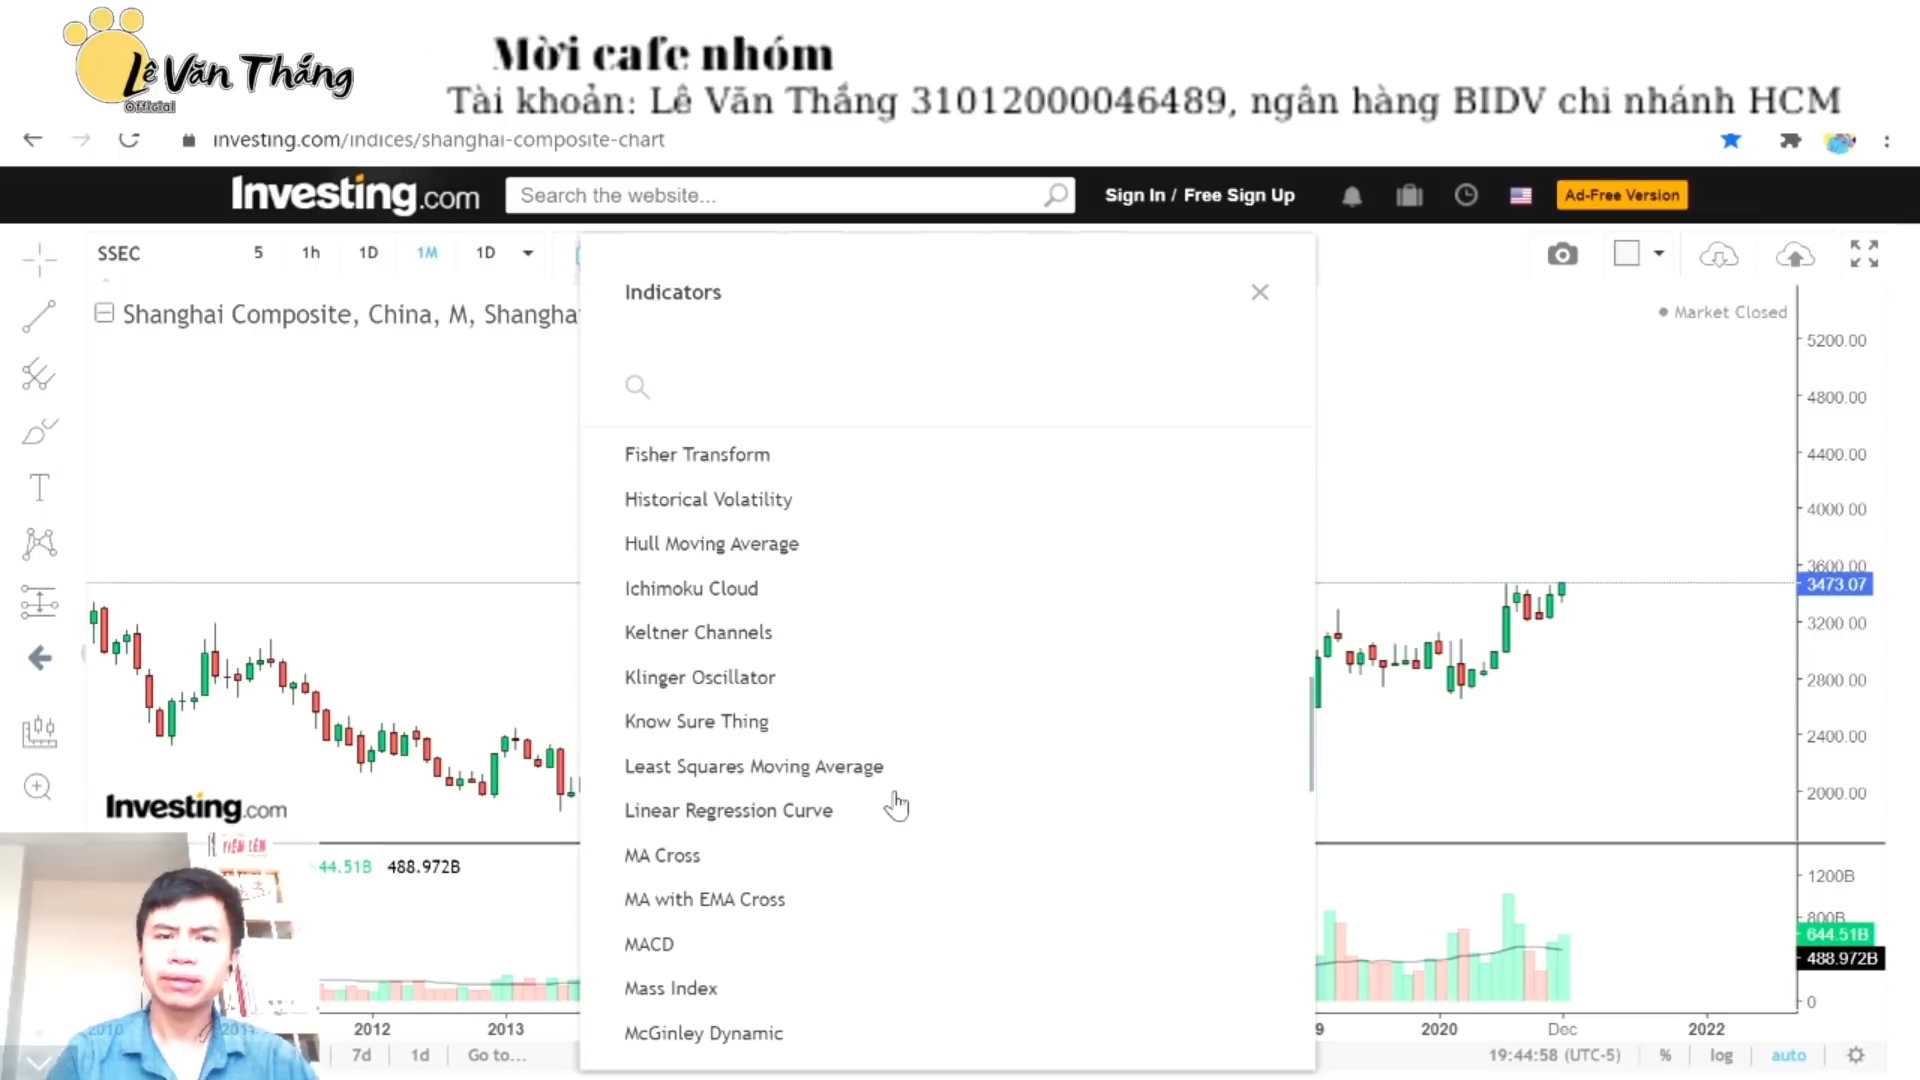 Lê Văn Thắng
Official
Mời cafe nhóm
Tài khoản: Lê Văn Thắng 31012000046489, ngân hàng BIDV chi nhánh HCM
investing.com/indices/shanghai-composite-chart
Investing.com
Search the website...
Sign In / Free Sign Up
Ad-Free Version
SSEC
5
1h
1D
1M
1D
Shanghai Composite, China, M, Shangha
Market Closed
Indicators
Fisher Transform
Historical Volatility
Hull Moving Average
Ichimoku Cloud
Keltner Channels
Klinger Oscillator
Know Sure Thing
Least Squares Moving Average
Linear Regression Curve
MA Cross
MA with EMA Cross
MACD
Mass Index
McGinley Dynamic
5200.00
4800.00
4400.00
4000.00
3600.00
3473.07
3200.00
2800.00
2400.00
2000.00
Investing.com
TIẾN LÊN
44.51B 488.972B
1200B
800B
644.51B
488.972B
0
2010
2011
2012
2013
9
2020
Dec
2022
7d
1d
Go to...
19:44:58 (UTC-5)
%
log
auto